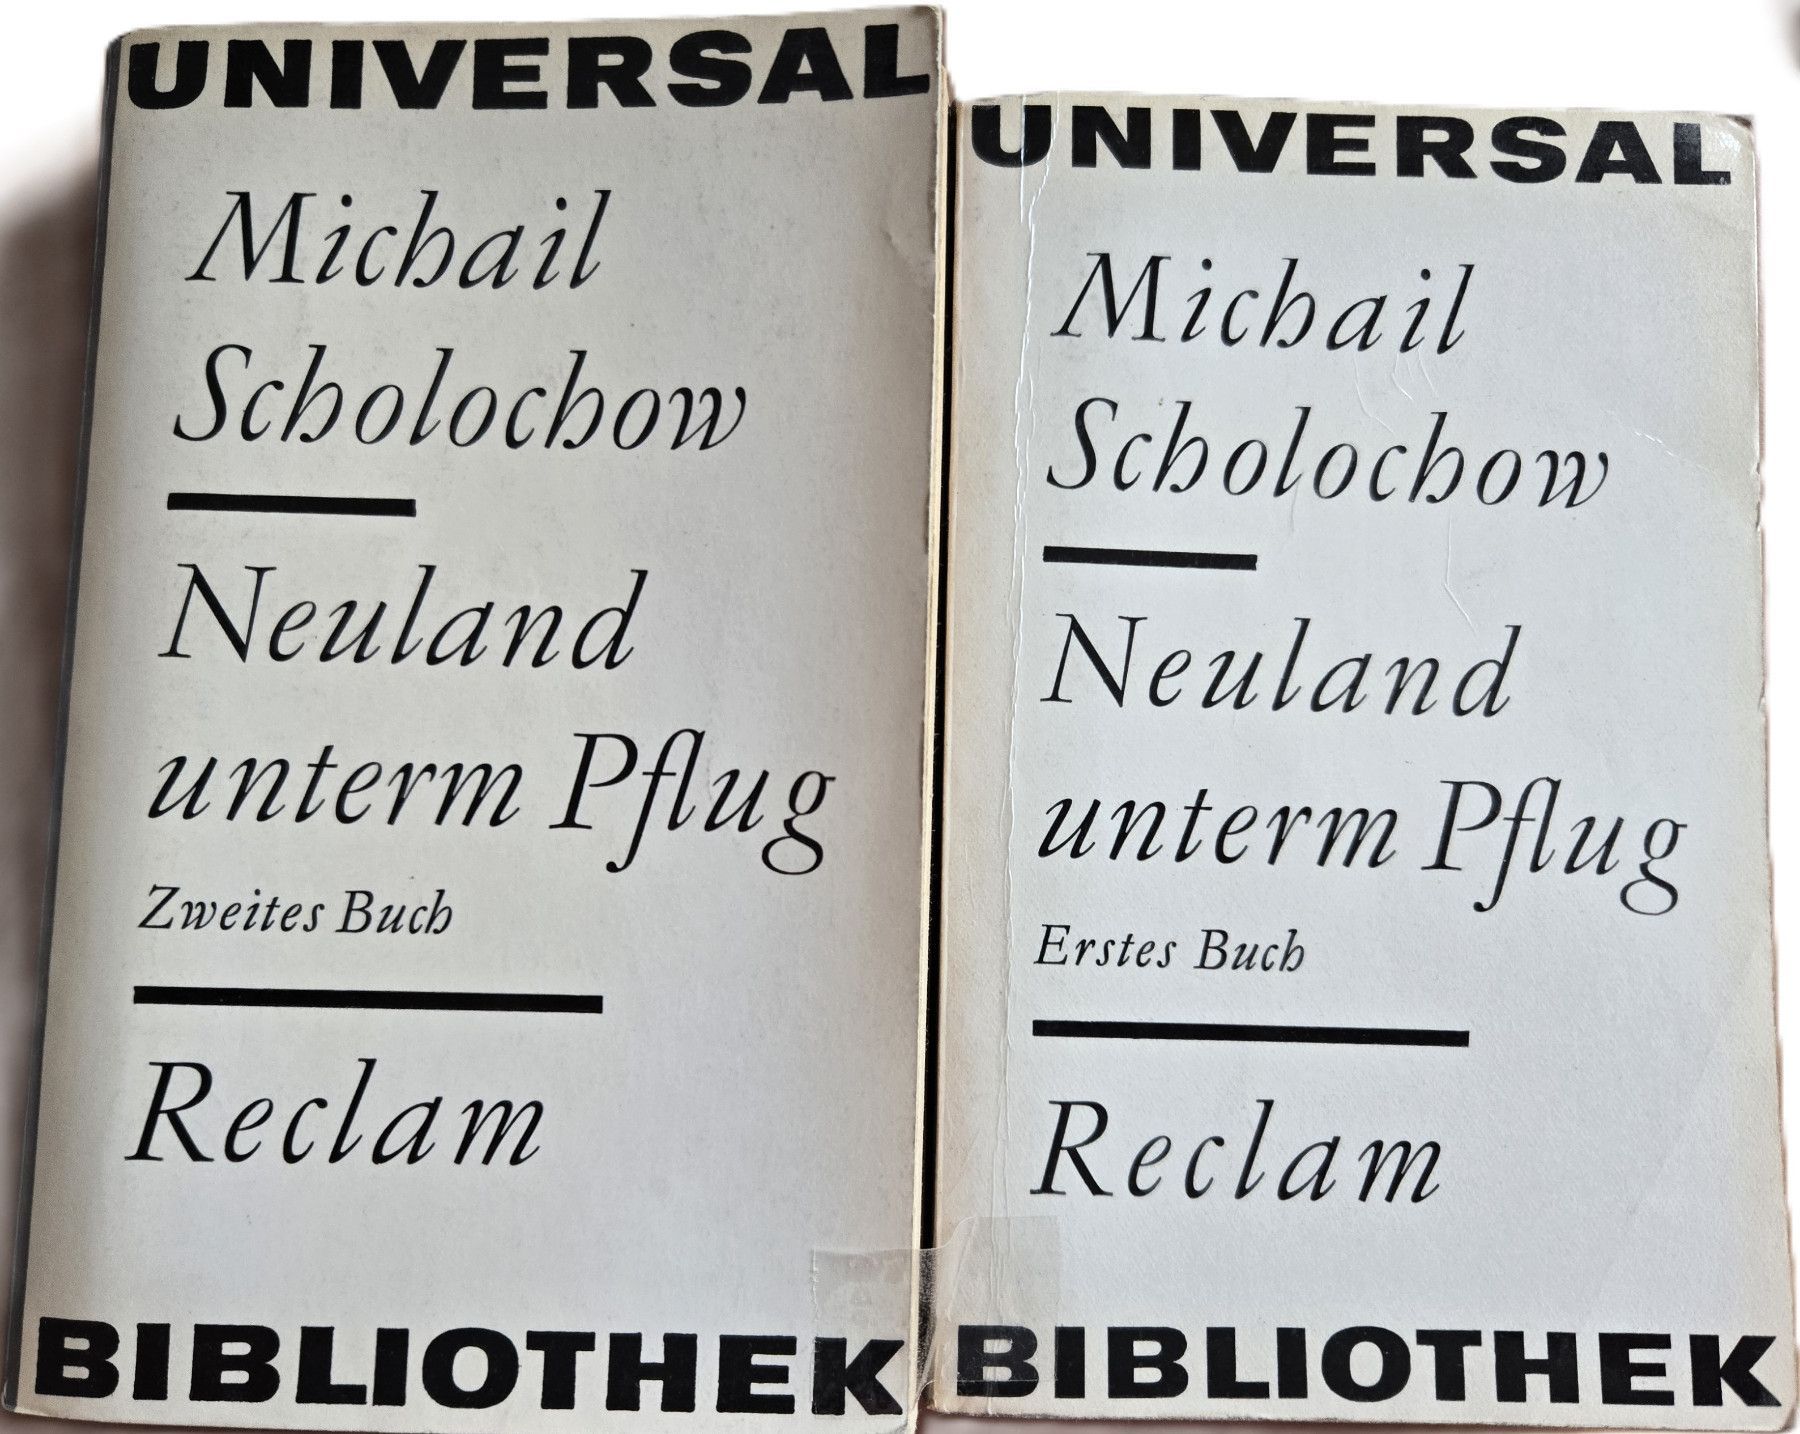 UNIVERSAL
Michail
Scholochow
Neuland
unterm Pflug
Zweites Buch
Reclam
BIBLIOTHEK
UNIVERSAL
Michail
Scholochow
Neuland
unterm Pflug
Erstes Buch
Reclam
BIBLIOTHEK